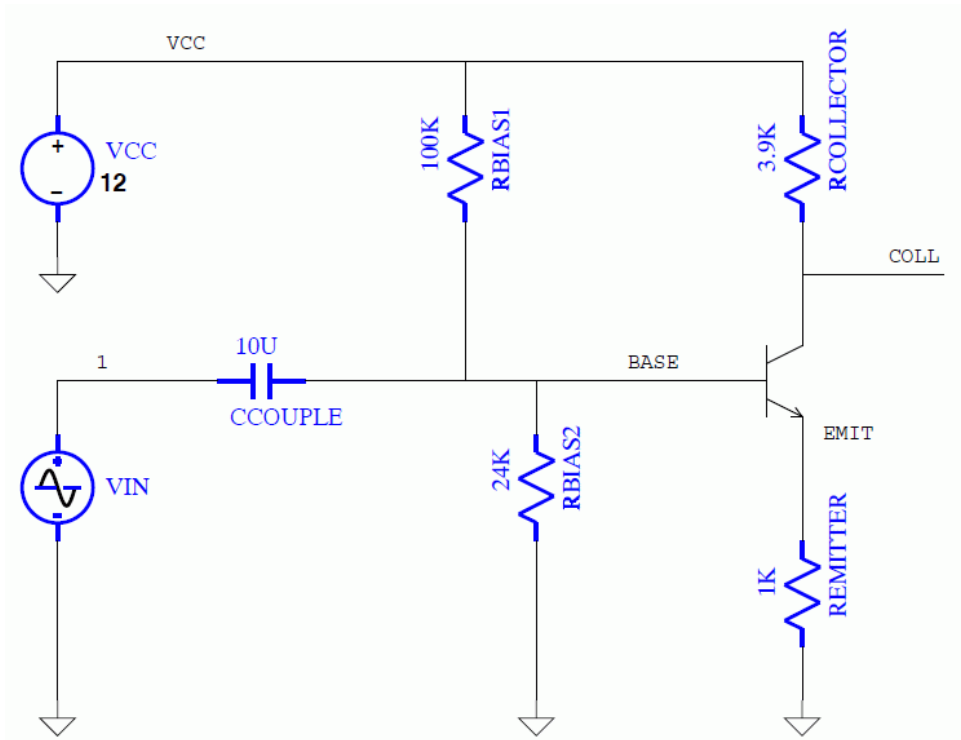 VCC
VCC
+
12
−
100K
RBIAS1
3.9K
RCOLLECTOR
COLL
1
10U
CCOUPLE
BASE
EMIT
VIN
24K
RBIAS2
1K
REMITTER